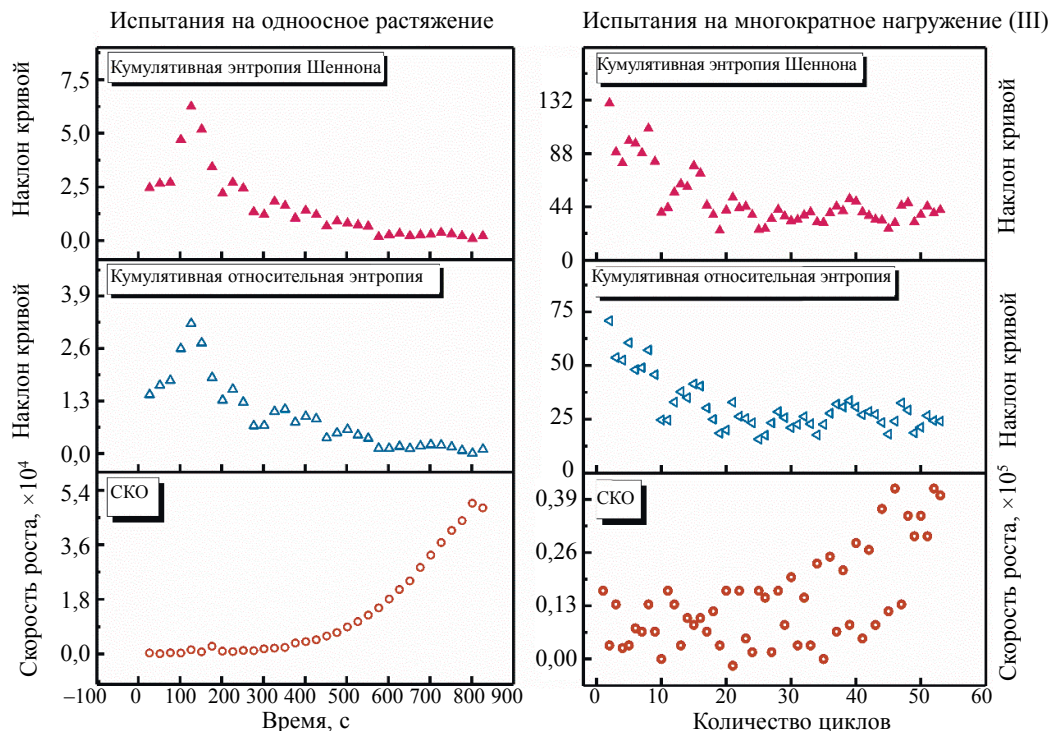 Испытания на одноосное растяжение
Испытания на многократное нагружение (III)
Кумулятивная энтропия Шеннона
Наклон кривой
7,5
5,0
2,5
0,0
Кумулятивная относительная энтропия
Наклон кривой
3,9
2,6
1,3
0,0
СКО
Скорость роста, ×10⁴
5,4
3,6
1,8
0,0
–100 0 100 200 300 400 500 600 700 800 900
Время, с
Кумулятивная энтропия Шеннона
Наклон кривой
132
88
44
0
Кумулятивная относительная энтропия
Наклон кривой
75
50
25
0
СКО
Скорость роста, ×10⁵
0,39
0,26
0,13
0,00
0 10 20 30 40 50 60
Количество циклов